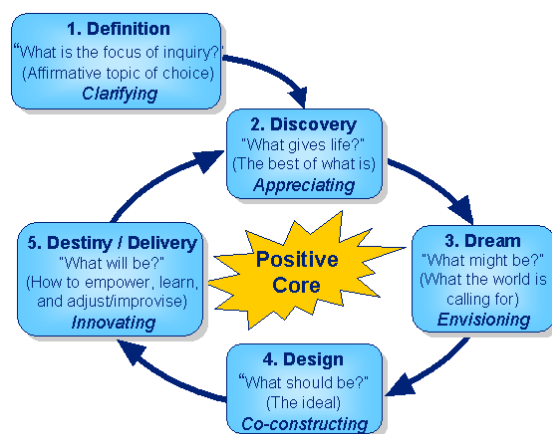 1. Definition
"What is the focus of inquiry?"
(Affirmative topic of choice)
Clarifying
2. Discovery
"What gives life?"
(The best of what is)
Appreciating
3. Dream
"What might be?"
(What the world is
calling for)
Envisioning
4. Design
"What should be?"
(The ideal)
Co-constructing
5. Destiny / Delivery
"What will be?"
(How to empower, learn,
and adjust/improvise)
Innovating
Positive
Core